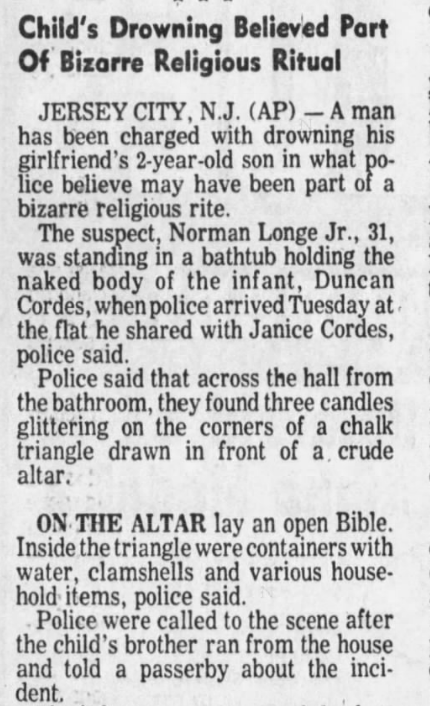 Child's Drowning Believed Part
Of Bizarre Religious Ritual
JERSEY CITY, N.J. (AP) — A man
has been charged with drowning his
girlfriend's 2-year-old son in what po-
lice believe may have been part of a
bizarre religious rite.
The suspect, Norman Longe Jr., 31,
was standing in a bathtub holding the
naked body of the infant, Duncan
Cordes, when police arrived Tuesday at
the flat he shared with Janice Cordes,
police said.
Police said that across the hall from
the bathroom, they found three candles
glittering on the corners of a chalk
triangle drawn in front of a crude
altar.
ON THE ALTAR lay an open Bible.
Inside the triangle were containers with
water, clamshells and various house-
hold items, police said.
Police were called to the scene after
the child's brother ran from the house
and told a passerby about the inci-
dent.